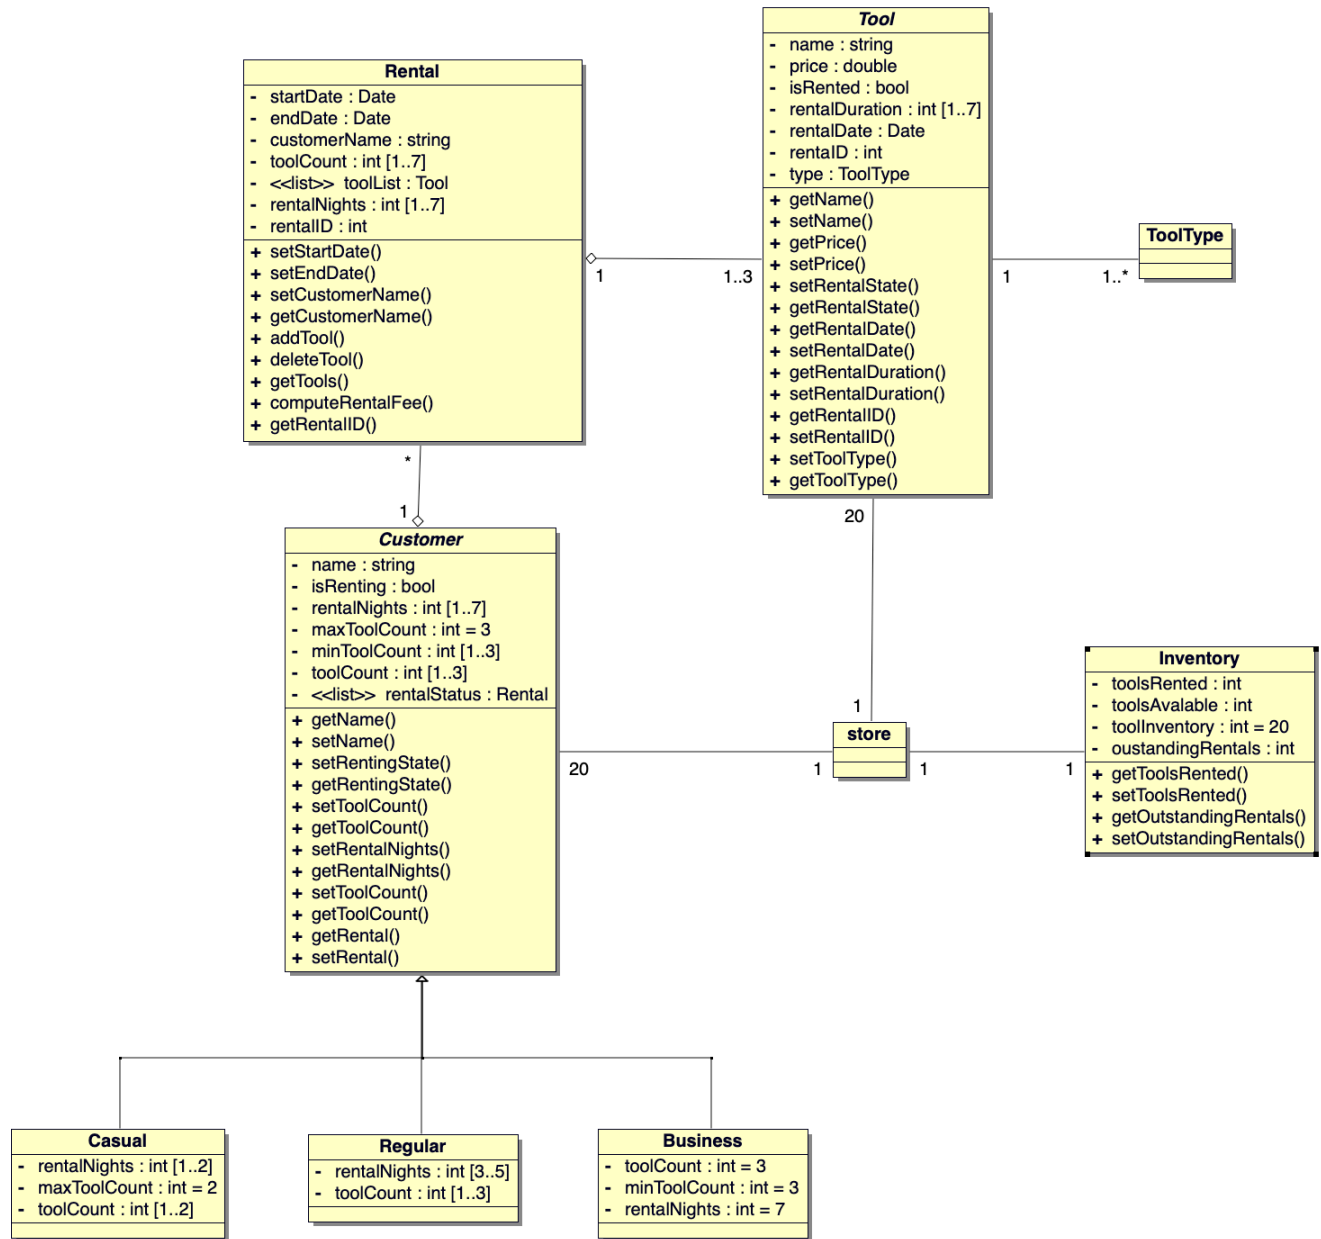 Tool
- name : string
- price : double
- isRented : bool
- rentalDuration : int [1..7]
- rentalDate : Date
- rentaID : int
- type : ToolType
+ getName()
+ setName()
+ getPrice()
+ setPrice()
+ setRentalState()
+ getRentalState()
+ getRentalDate()
+ setRentalDate()
+ getRentalDuration()
+ setRentalDuration()
+ getRentalID()
+ setRentalID()
+ setToolType()
+ getToolType()
Rental
- startDate : Date
- endDate : Date
- customerName : string
- toolCount : int [1..7]
- <<list>> toolList : Tool
- rentalNights : int [1..7]
- rentalID : int
+ setStartDate()
+ setEndDate()
+ setCustomerName()
+ getCustomerName()
+ addTool()
+ deleteTool()
+ getTools()
+ computeRentalFee()
+ getRentalID()
1
1..3
1
1..*
ToolType
*
1
20
1
Customer
- name : string
- isRenting : bool
- rentalNights : int [1..7]
- maxToolCount : int = 3
- minToolCount : int [1..3]
- toolCount : int [1..3]
- <<list>> rentalStatus : Rental
+ getName()
+ setName()
+ setRentingState()
+ getRentingState()
+ setToolCount()
+ getToolCount()
+ setRentalNights()
+ getRentalNights()
+ setToolCount()
+ getToolCount()
+ getRental()
+ setRental()
20
1
store
1
1
Inventory
- toolsRented : int
- toolsAvalable : int
- toolInventory : int = 20
- oustandingRentals : int
+ getToolsRented()
+ setToolsRented()
+ getOutstandingRentals()
+ setOutstandingRentals()
Casual
- rentalNights : int [1..2]
- maxToolCount : int = 2
- toolCount : int [1..2]
Regular
- rentalNights : int [3..5]
- toolCount : int [1..3]
Business
- toolCount : int = 3
- minToolCount : int = 3
- rentalNights : int = 7